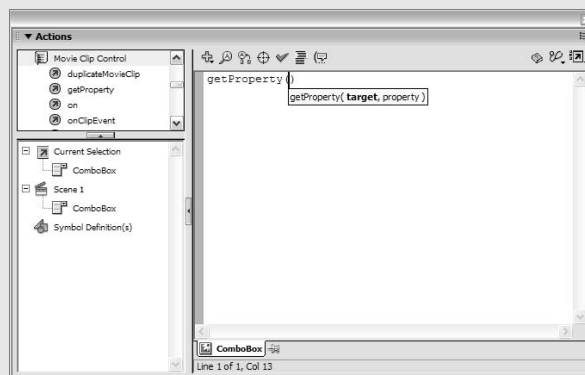 Actions
Movie Clip Control
duplicateMovieClip
getProperty
on
onClipEvent
Current Selection
ComboBox
Scene 1
ComboBox
Symbol Definition(s)
getProperty()
getProperty( target, property )
ComboBox
Line 1 of 1, Col 13